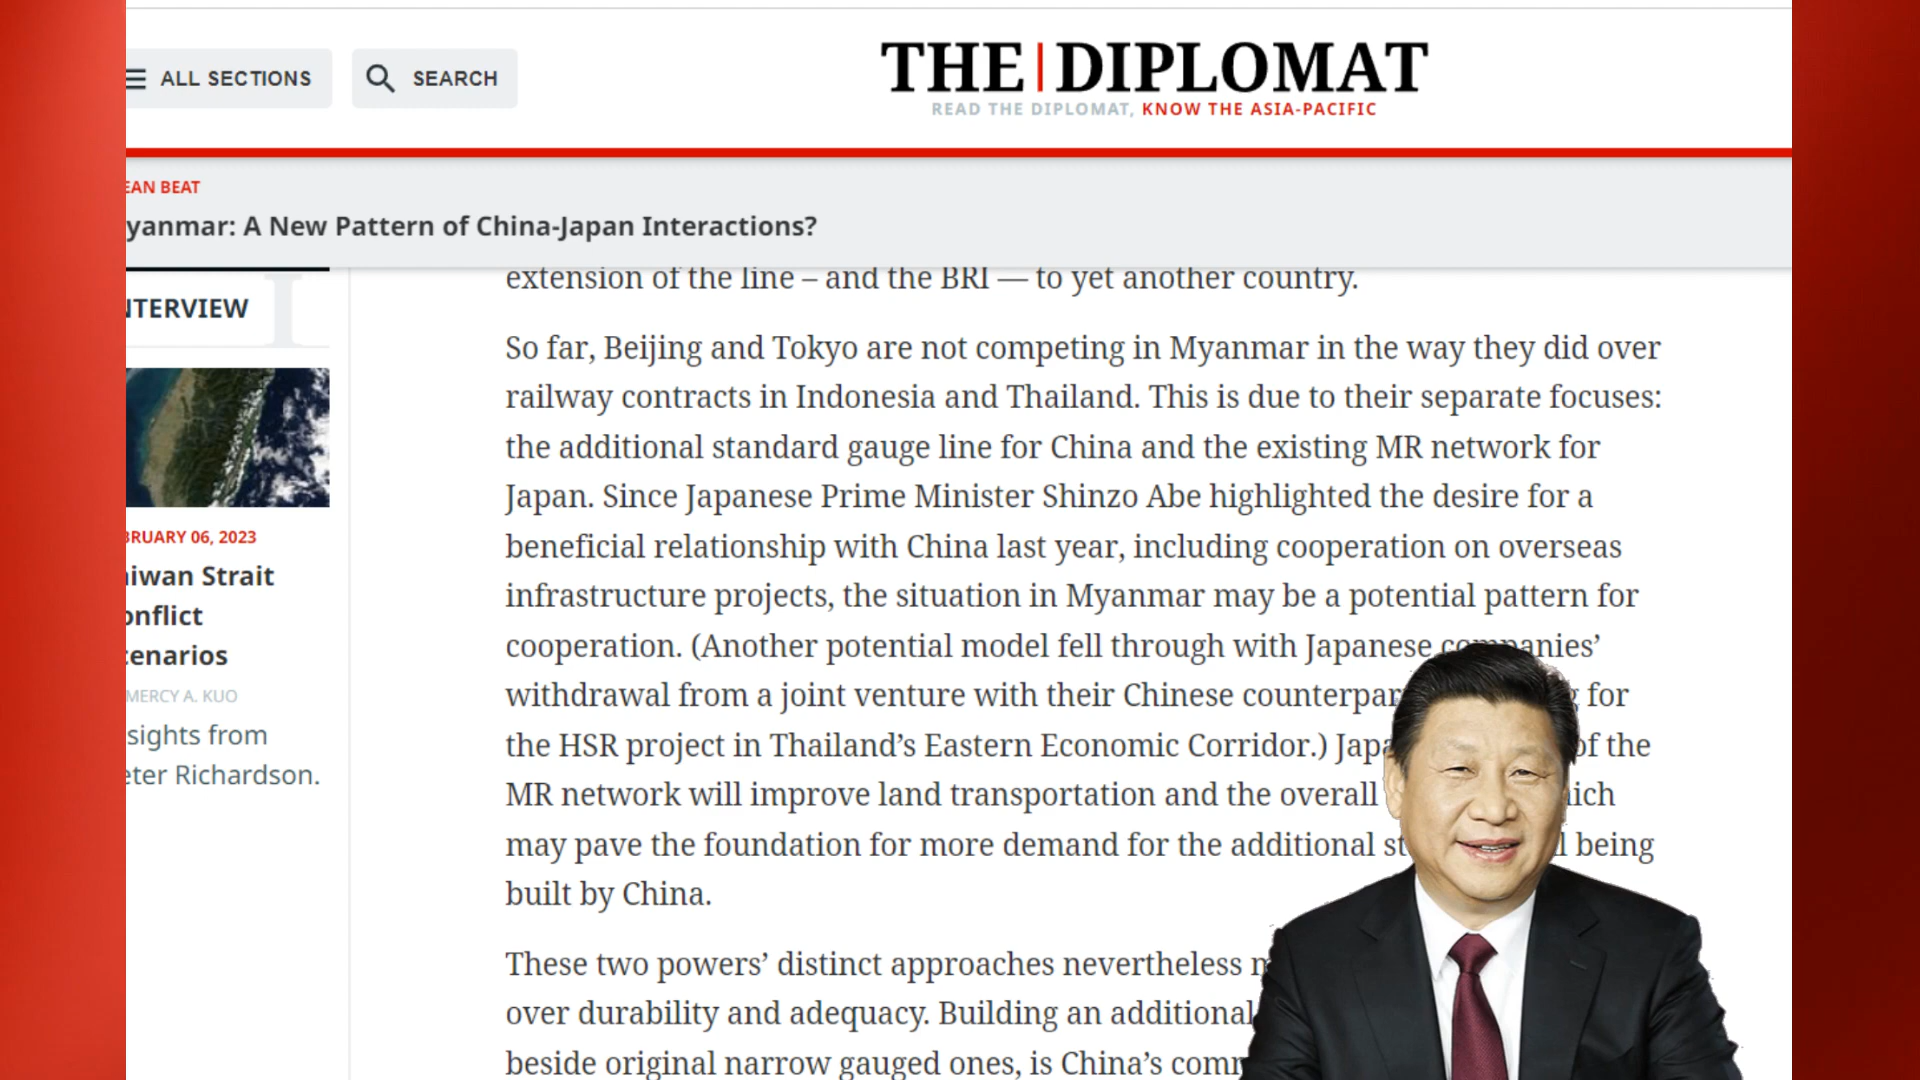 ALL SECTIONS
SEARCH
THE DIPLOMAT
READ THE DIPLOMAT, KNOW THE ASIA-PACIFIC
EAN BEAT
yanmar: A New Pattern of China-Japan Interactions?
NTERVIEW
I
BRUARY 06, 2023
aiwan Strait
onflict
cenarios
MERCY A. KUO
sights from
eter Richardson.
extension of the line – and the BRI — to yet another country.
So far, Beijing and Tokyo are not competing in Myanmar in the way they did over
railway contracts in Indonesia and Thailand. This is due to their separate focuses:
the additional standard gauge line for China and the existing MR network for
Japan. Since Japanese Prime Minister Shinzo Abe highlighted the desire for a
beneficial relationship with China last year, including cooperation on overseas
infrastructure projects, the situation in Myanmar may be a potential pattern for
cooperation. (Another potential model fell through with Japanese companies’
withdrawal from a joint venture with their Chinese counterpar for
the HSR project in Thailand’s Eastern Economic Corridor.) Japa of the
MR network will improve land transportation and the overall ich
may pave the foundation for more demand for the additional st being
built by China.
These two powers’ distinct approaches nevertheless
over durability and adequacy. Building an additional
beside original narrow gauged ones, is China’s com